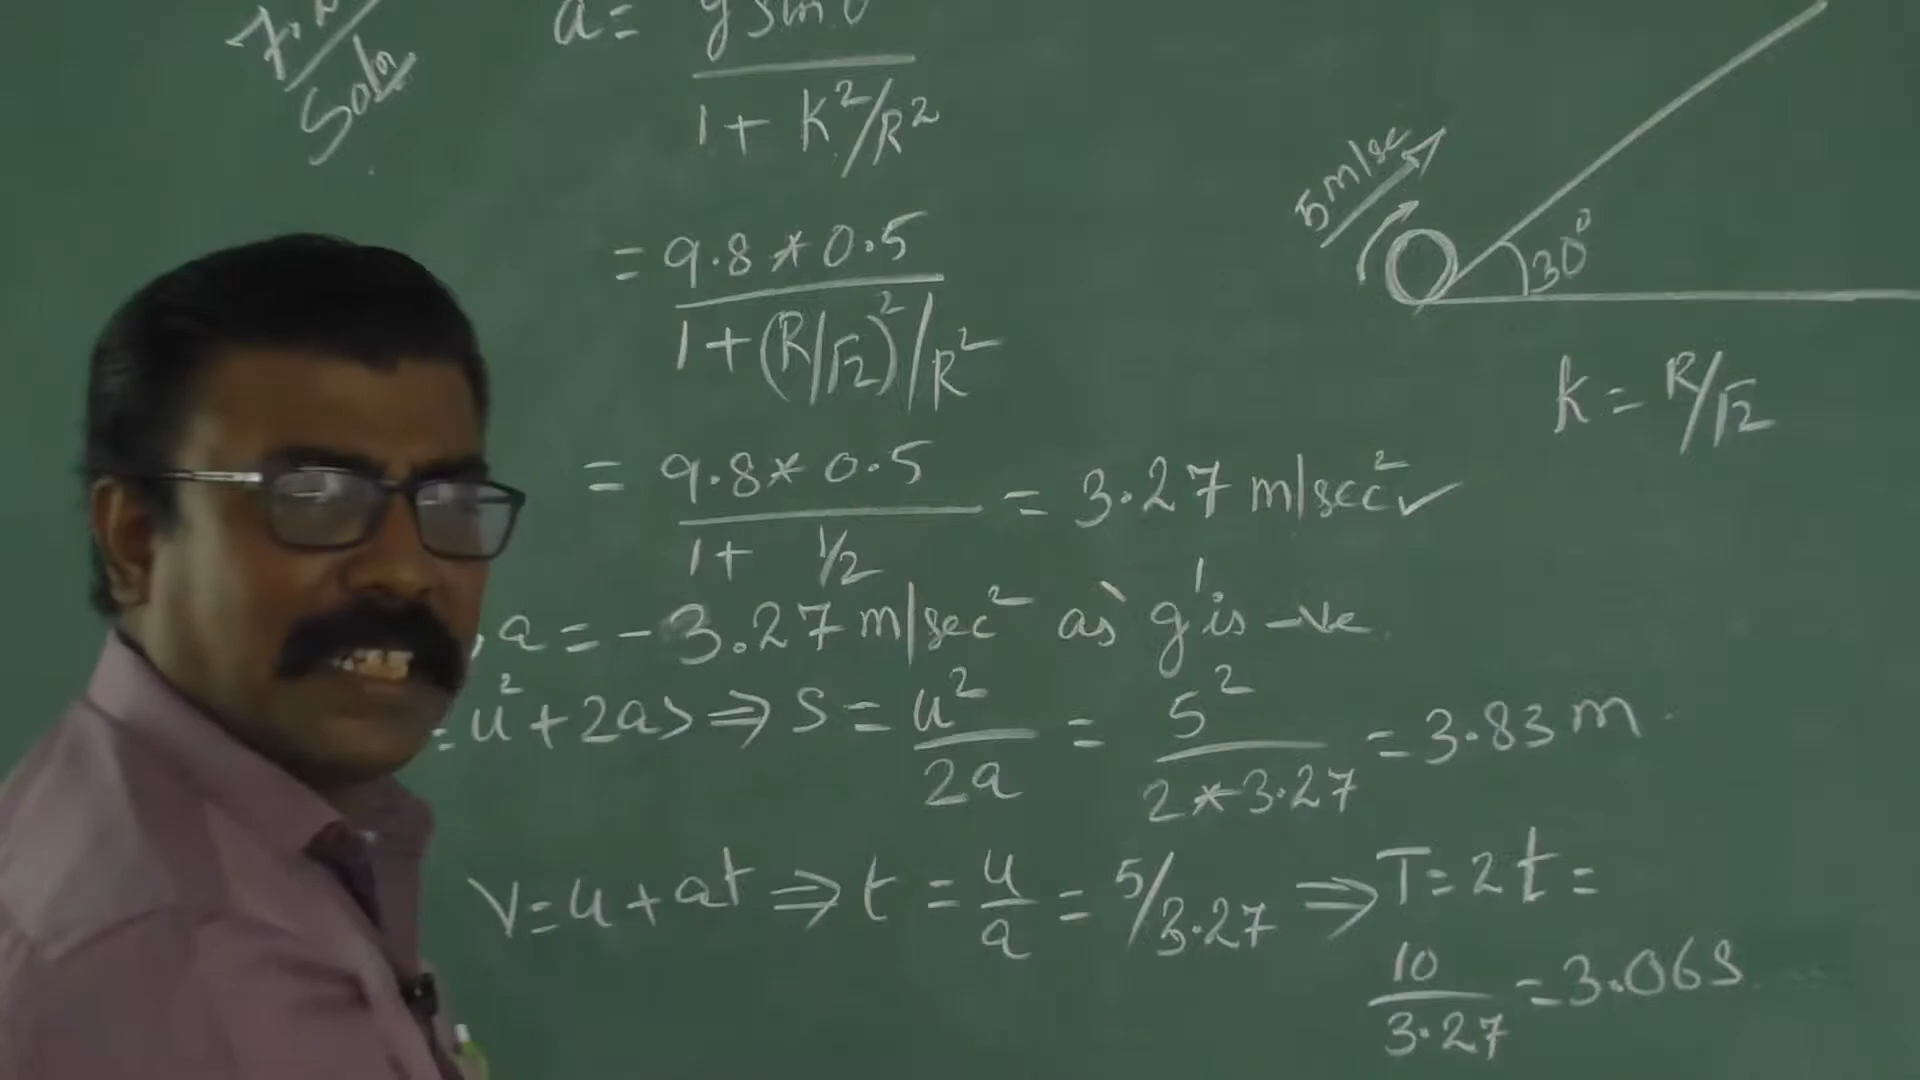 Soln
a = g sin θ
1 + K²/R²
= 9.8 * 0.5
1 + (R/√2)²/R²
= 9.8 * 0.5 = 3.27 m/sec² ✓
1 + 1/2
, a = -3.27 m/sec² as 'g' is -ve.
= u² + 2as ⇒ S = u² = 5² = 3.83 m.
2a 2 * 3.27
V = u + at ⇒ t = u = 5/3.27 ⇒ T = 2t =
a
10 = 3.06 s
3.27
5 m/sec
30°
K = R/√2